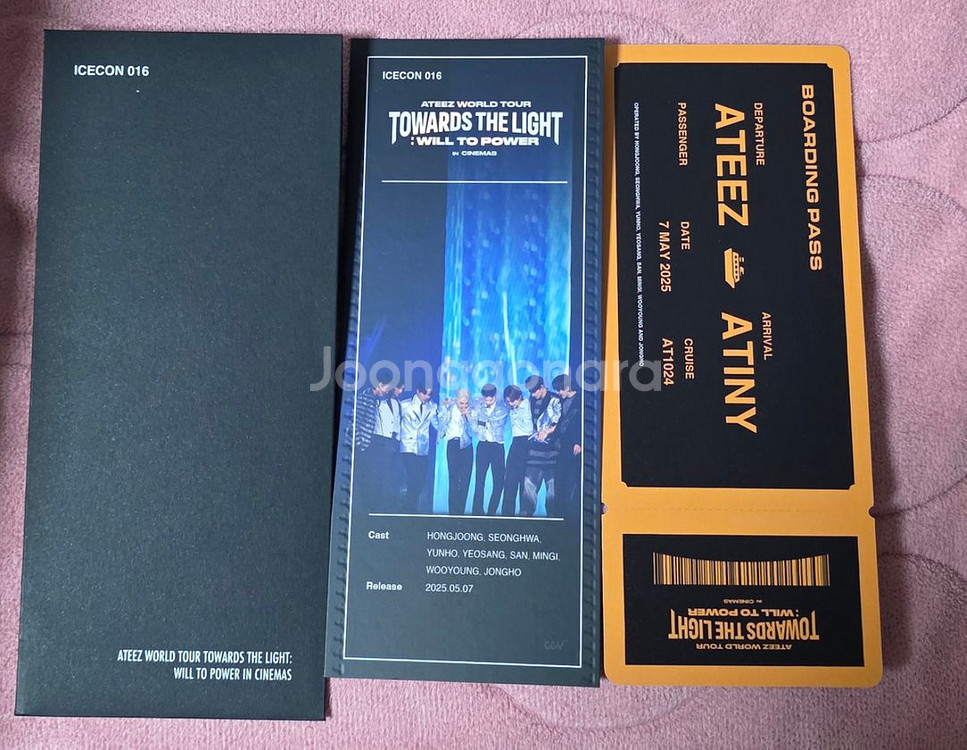 ICECON 016
ATEEZ WORLD TOUR TOWARDS THE LIGHT:
WILL TO POWER IN CINEMAS
ICECON 016
ATEEZ WORLD TOUR
TOWARDS THE LIGHT
: WILL TO POWER
IN CINEMAS
Cast
HONGJOONG, SEONGHWA,
YUNHO, YEOSANG, SAN, MINGI,
WOOYOUNG, JONGHO
Release
2025.05.07
CGV
BOARDING PASS
DEPARTURE
ARRIVAL
ATEEZ
ATINY
PASSENGER
DATE
CRUISE
7 MAY 2025
AT1024
OPERATED BY HONGJOONG, SEONGHWA, YUNHO, YEOSANG, SAN, MINGI, WOOYOUNG AND JONGHO
ATEEZ WORLD TOUR
TOWARDS THE LIGHT
: WILL TO POWER
IN CINEMAS
Joonggonara